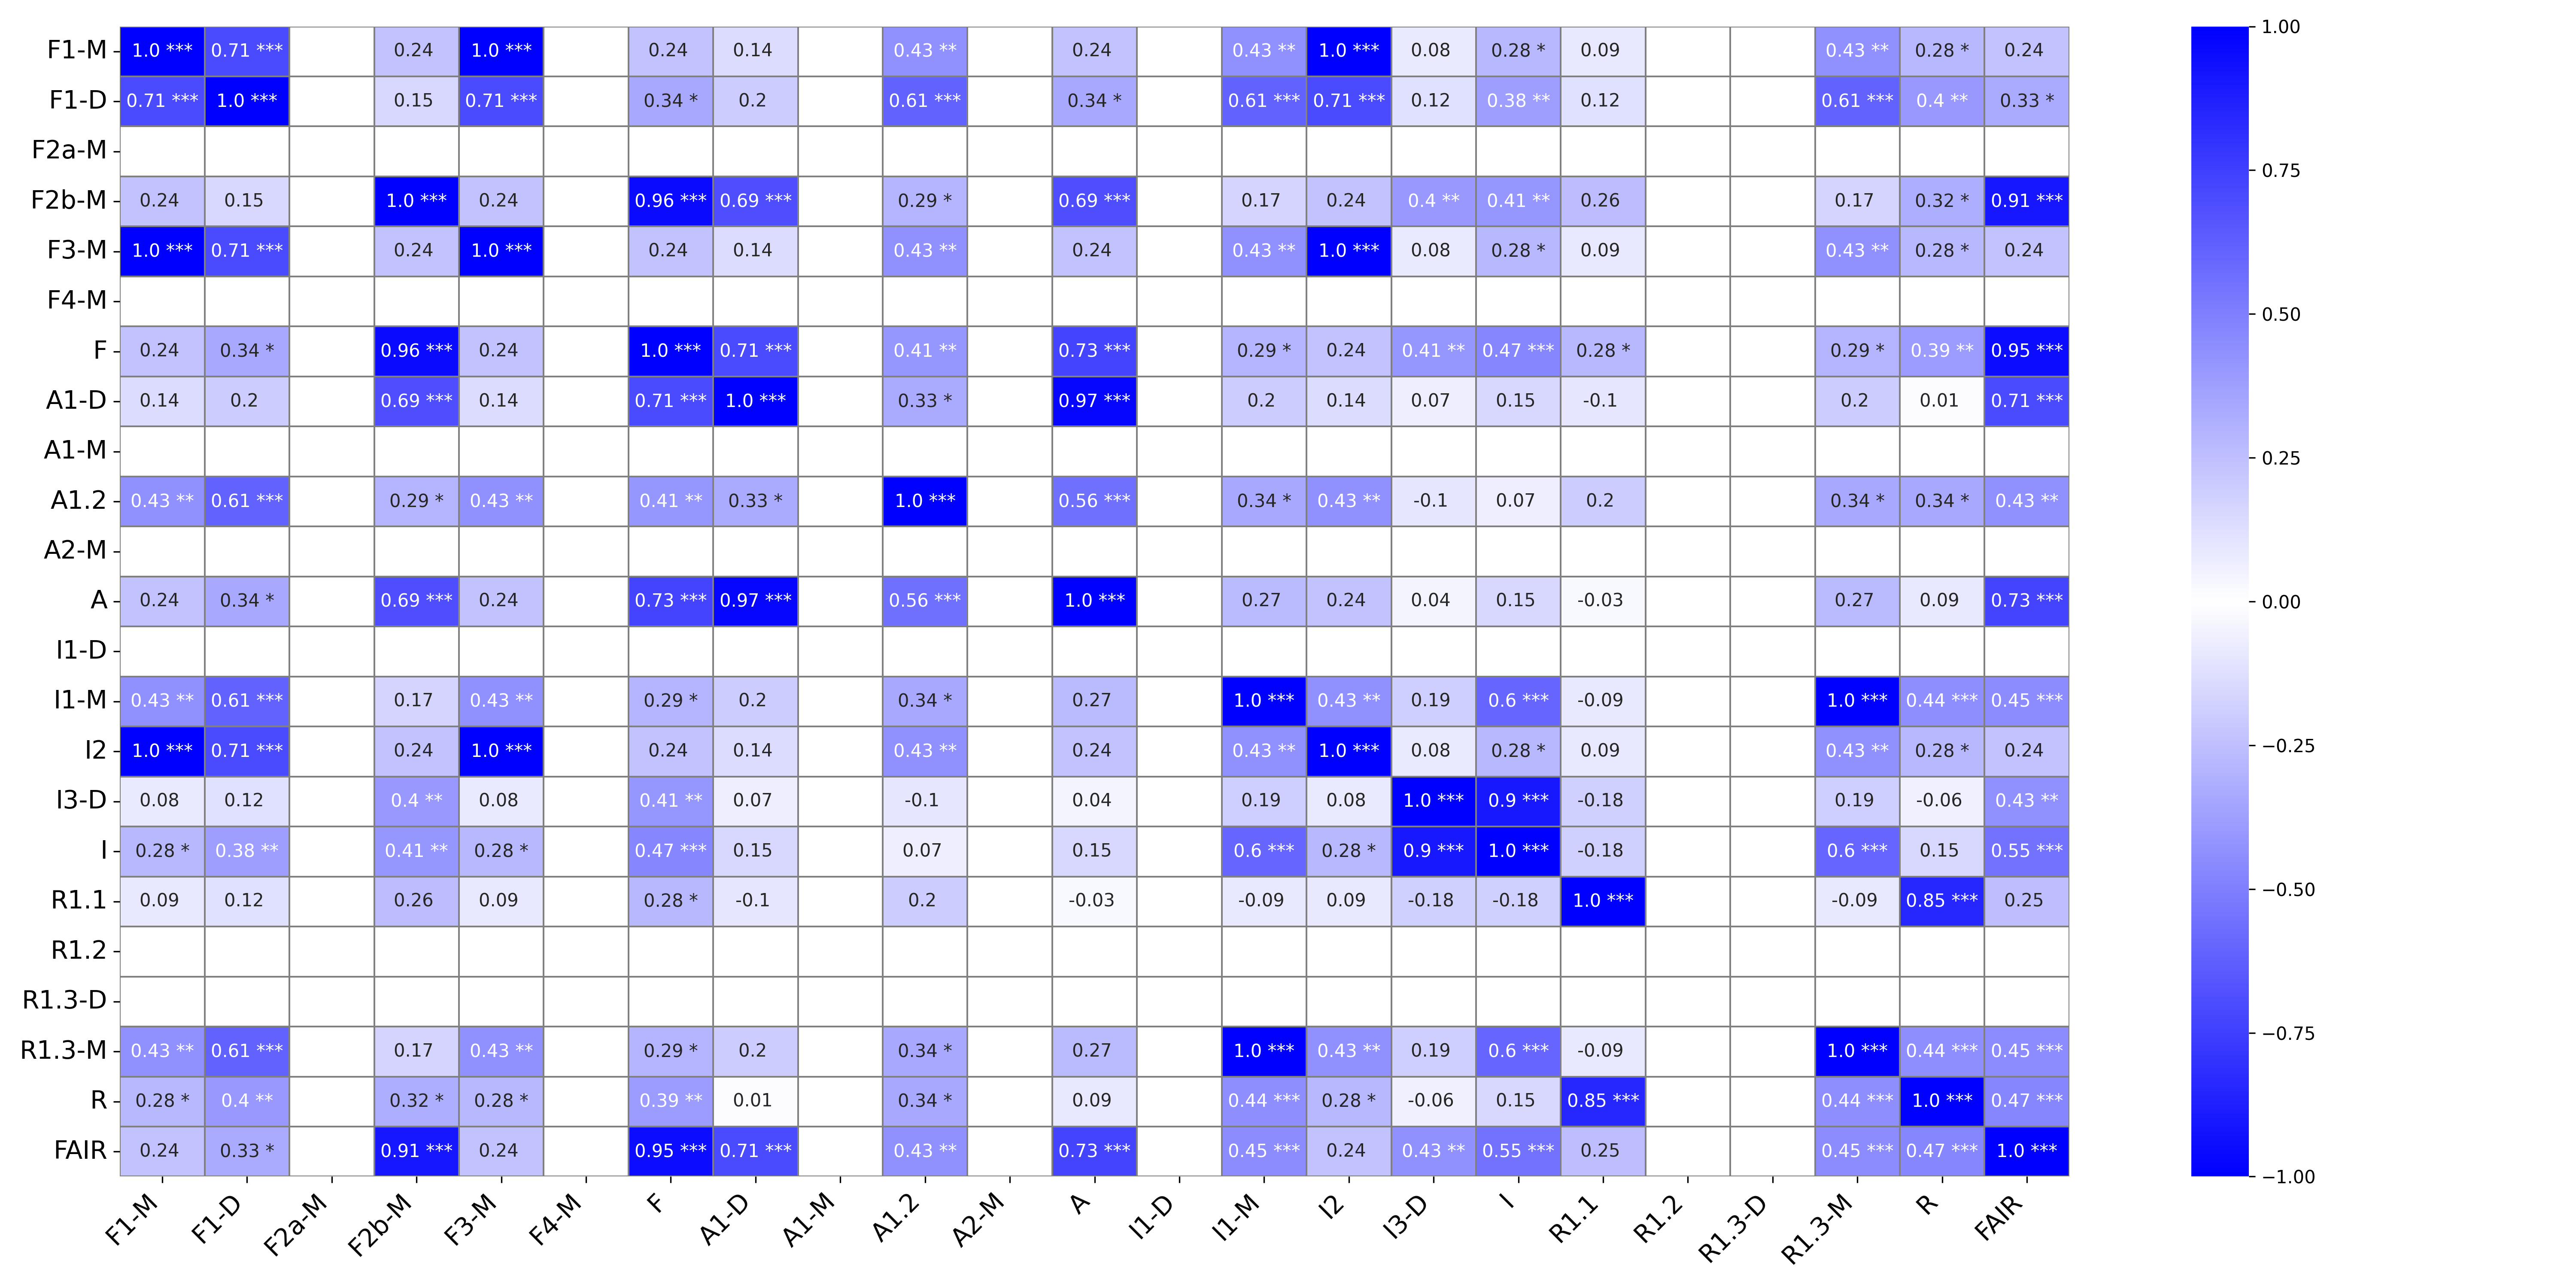 F1-M 1.0 *** 0.71 *** 0.24 1.0 *** 0.24 0.14 0.43 ** 0.24 0.43 ** 1.0 *** 0.08 0.28 * 0.09 0.43 ** 0.28 * 0.24
F1-D 0.71 *** 1.0 *** 0.15 0.71 *** 0.34 * 0.2 0.61 *** 0.34 * 0.61 *** 0.71 *** 0.12 0.38 ** 0.12 0.61 *** 0.4 ** 0.33 *
F2a-M
F2b-M 0.24 0.15 1.0 *** 0.24 0.96 *** 0.69 *** 0.29 * 0.69 *** 0.17 0.24 0.4 ** 0.41 ** 0.26 0.17 0.32 * 0.91 ***
F3-M 1.0 *** 0.71 *** 0.24 1.0 *** 0.24 0.14 0.43 ** 0.24 0.43 ** 1.0 *** 0.08 0.28 * 0.09 0.43 ** 0.28 * 0.24
F4-M
F 0.24 0.34 * 0.96 *** 0.24 1.0 *** 0.71 *** 0.41 ** 0.73 *** 0.29 * 0.24 0.41 ** 0.47 *** 0.28 * 0.29 * 0.39 ** 0.95 ***
A1-D 0.14 0.2 0.69 *** 0.14 0.71 *** 1.0 *** 0.33 * 0.97 *** 0.2 0.14 0.07 0.15 -0.1 0.2 0.01 0.71 ***
A1-M
A1.2 0.43 ** 0.61 *** 0.29 * 0.43 ** 0.41 ** 0.33 * 1.0 *** 0.56 *** 0.34 * 0.43 ** -0.1 0.07 0.2 0.34 * 0.34 * 0.43 **
A2-M
A 0.24 0.34 * 0.69 *** 0.24 0.73 *** 0.97 *** 0.56 *** 1.0 *** 0.27 0.24 0.04 0.15 -0.03 0.27 0.09 0.73 ***
I1-D
I1-M 0.43 ** 0.61 *** 0.17 0.43 ** 0.29 * 0.2 0.34 * 0.27 1.0 *** 0.43 ** 0.19 0.6 *** -0.09 1.0 *** 0.44 *** 0.45 ***
I2 1.0 *** 0.71 *** 0.24 1.0 *** 0.24 0.14 0.43 ** 0.24 0.43 ** 1.0 *** 0.08 0.28 * 0.09 0.43 ** 0.28 * 0.24
I3-D 0.08 0.12 0.4 ** 0.08 0.41 ** 0.07 -0.1 0.04 0.19 0.08 1.0 *** 0.9 *** -0.18 0.19 -0.06 0.43 **
I 0.28 * 0.38 ** 0.41 ** 0.28 * 0.47 *** 0.15 0.07 0.15 0.6 *** 0.28 * 0.9 *** 1.0 *** -0.18 0.6 *** 0.15 0.55 ***
R1.1 0.09 0.12 0.26 0.09 0.28 * -0.1 0.2 -0.03 -0.09 0.09 -0.18 -0.18 1.0 *** -0.09 0.85 *** 0.25
R1.2
R1.3-D
R1.3-M 0.43 ** 0.61 *** 0.17 0.43 ** 0.29 * 0.2 0.34 * 0.27 1.0 *** 0.43 ** 0.19 0.6 *** -0.09 1.0 *** 0.44 *** 0.45 ***
R 0.28 * 0.4 ** 0.32 * 0.28 * 0.39 ** 0.01 0.34 * 0.09 0.44 *** 0.28 * -0.06 0.15 0.85 *** 0.44 *** 1.0 *** 0.47 ***
FAIR 0.24 0.33 * 0.91 *** 0.24 0.95 *** 0.71 *** 0.43 ** 0.73 *** 0.45 *** 0.24 0.43 ** 0.55 *** 0.25 0.45 *** 0.47 *** 1.0 ***
F1-M F1-D F2a-M F2b-M F3-M F4-M F A1-D A1-M A1.2 A2-M A I1-D I1-M I2 I3-D I R1.1 R1.2 R1.3-D R1.3-M R FAIR
1.00
0.75
0.50
0.25
0.00
−0.25
−0.50
−0.75
−1.00